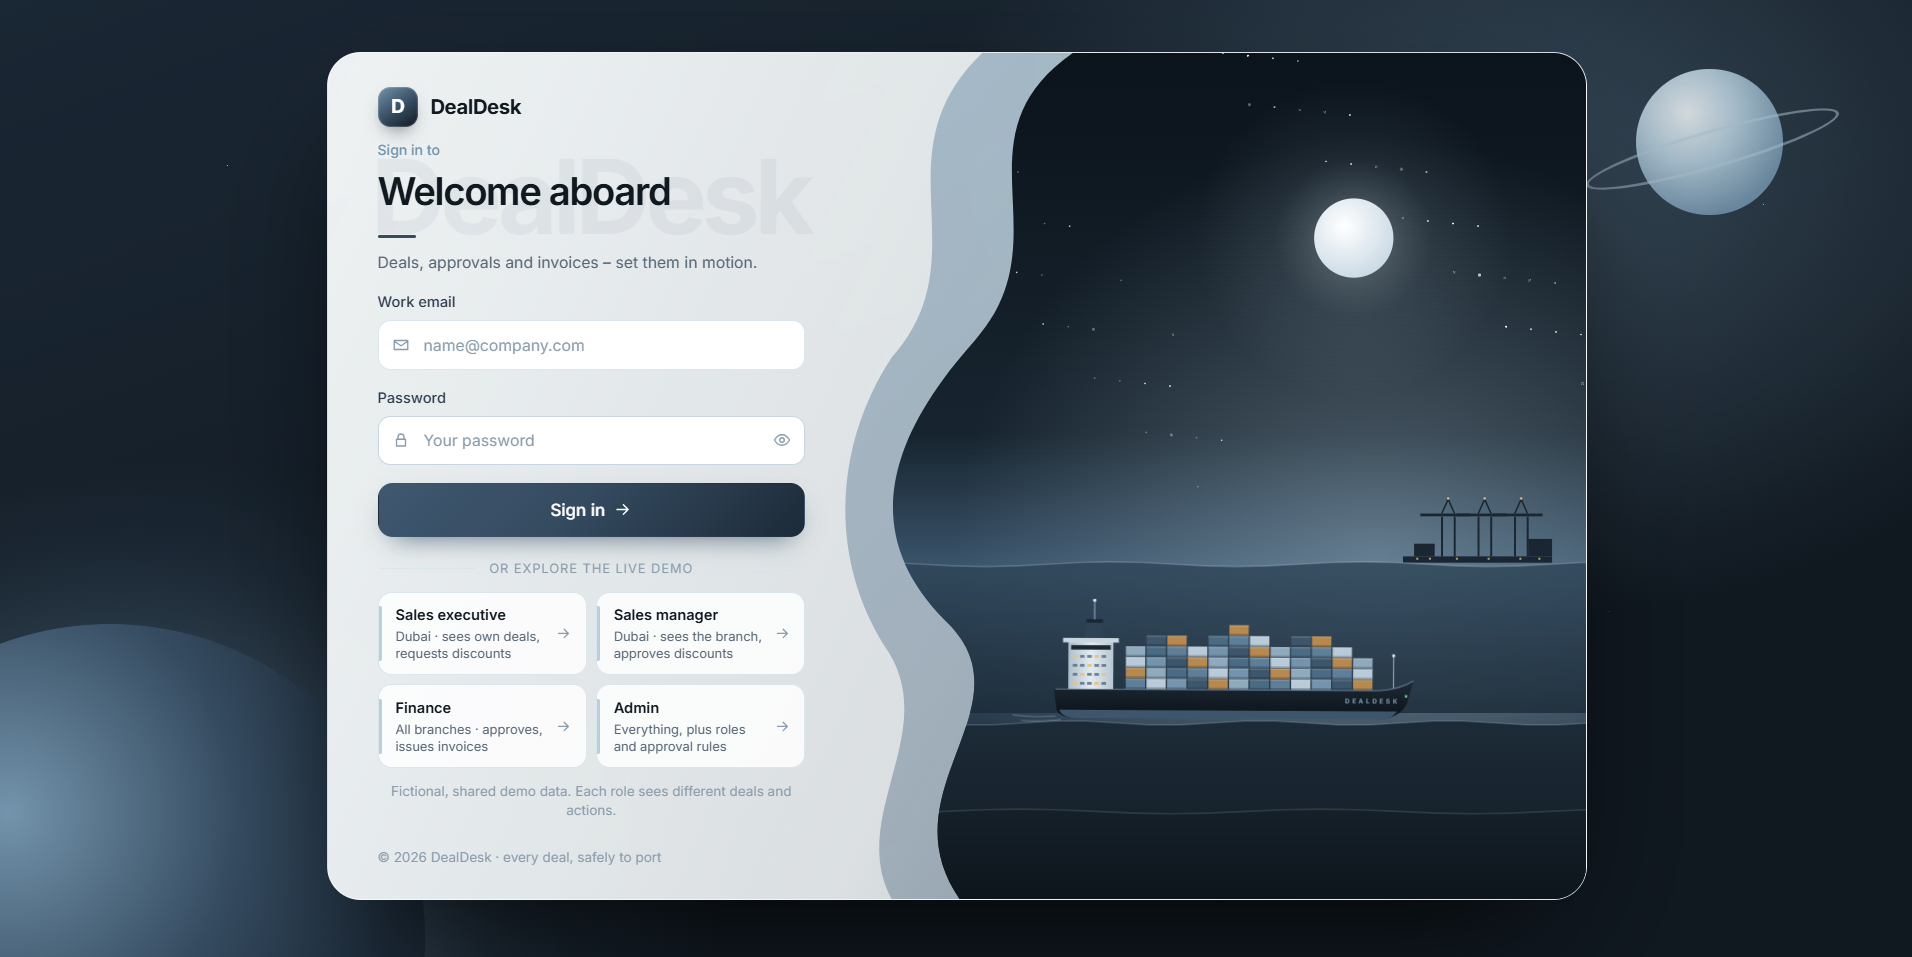 D DealDesk
Sign in to
DealDesk
Welcome aboard
Deals, approvals and invoices – set them in motion.
Work email
name@company.com
Password
Your password
Sign in →
OR EXPLORE THE LIVE DEMO
Sales executive
Dubai · sees own deals,
requests discounts
→
Sales manager
Dubai · sees the branch,
approves discounts
→
Finance
All branches · approves,
issues invoices
→
Admin
Everything, plus roles
and approval rules
→
Fictional, shared demo data. Each role sees different deals and
actions.
© 2026 DealDesk · every deal, safely to port
DEALDESK